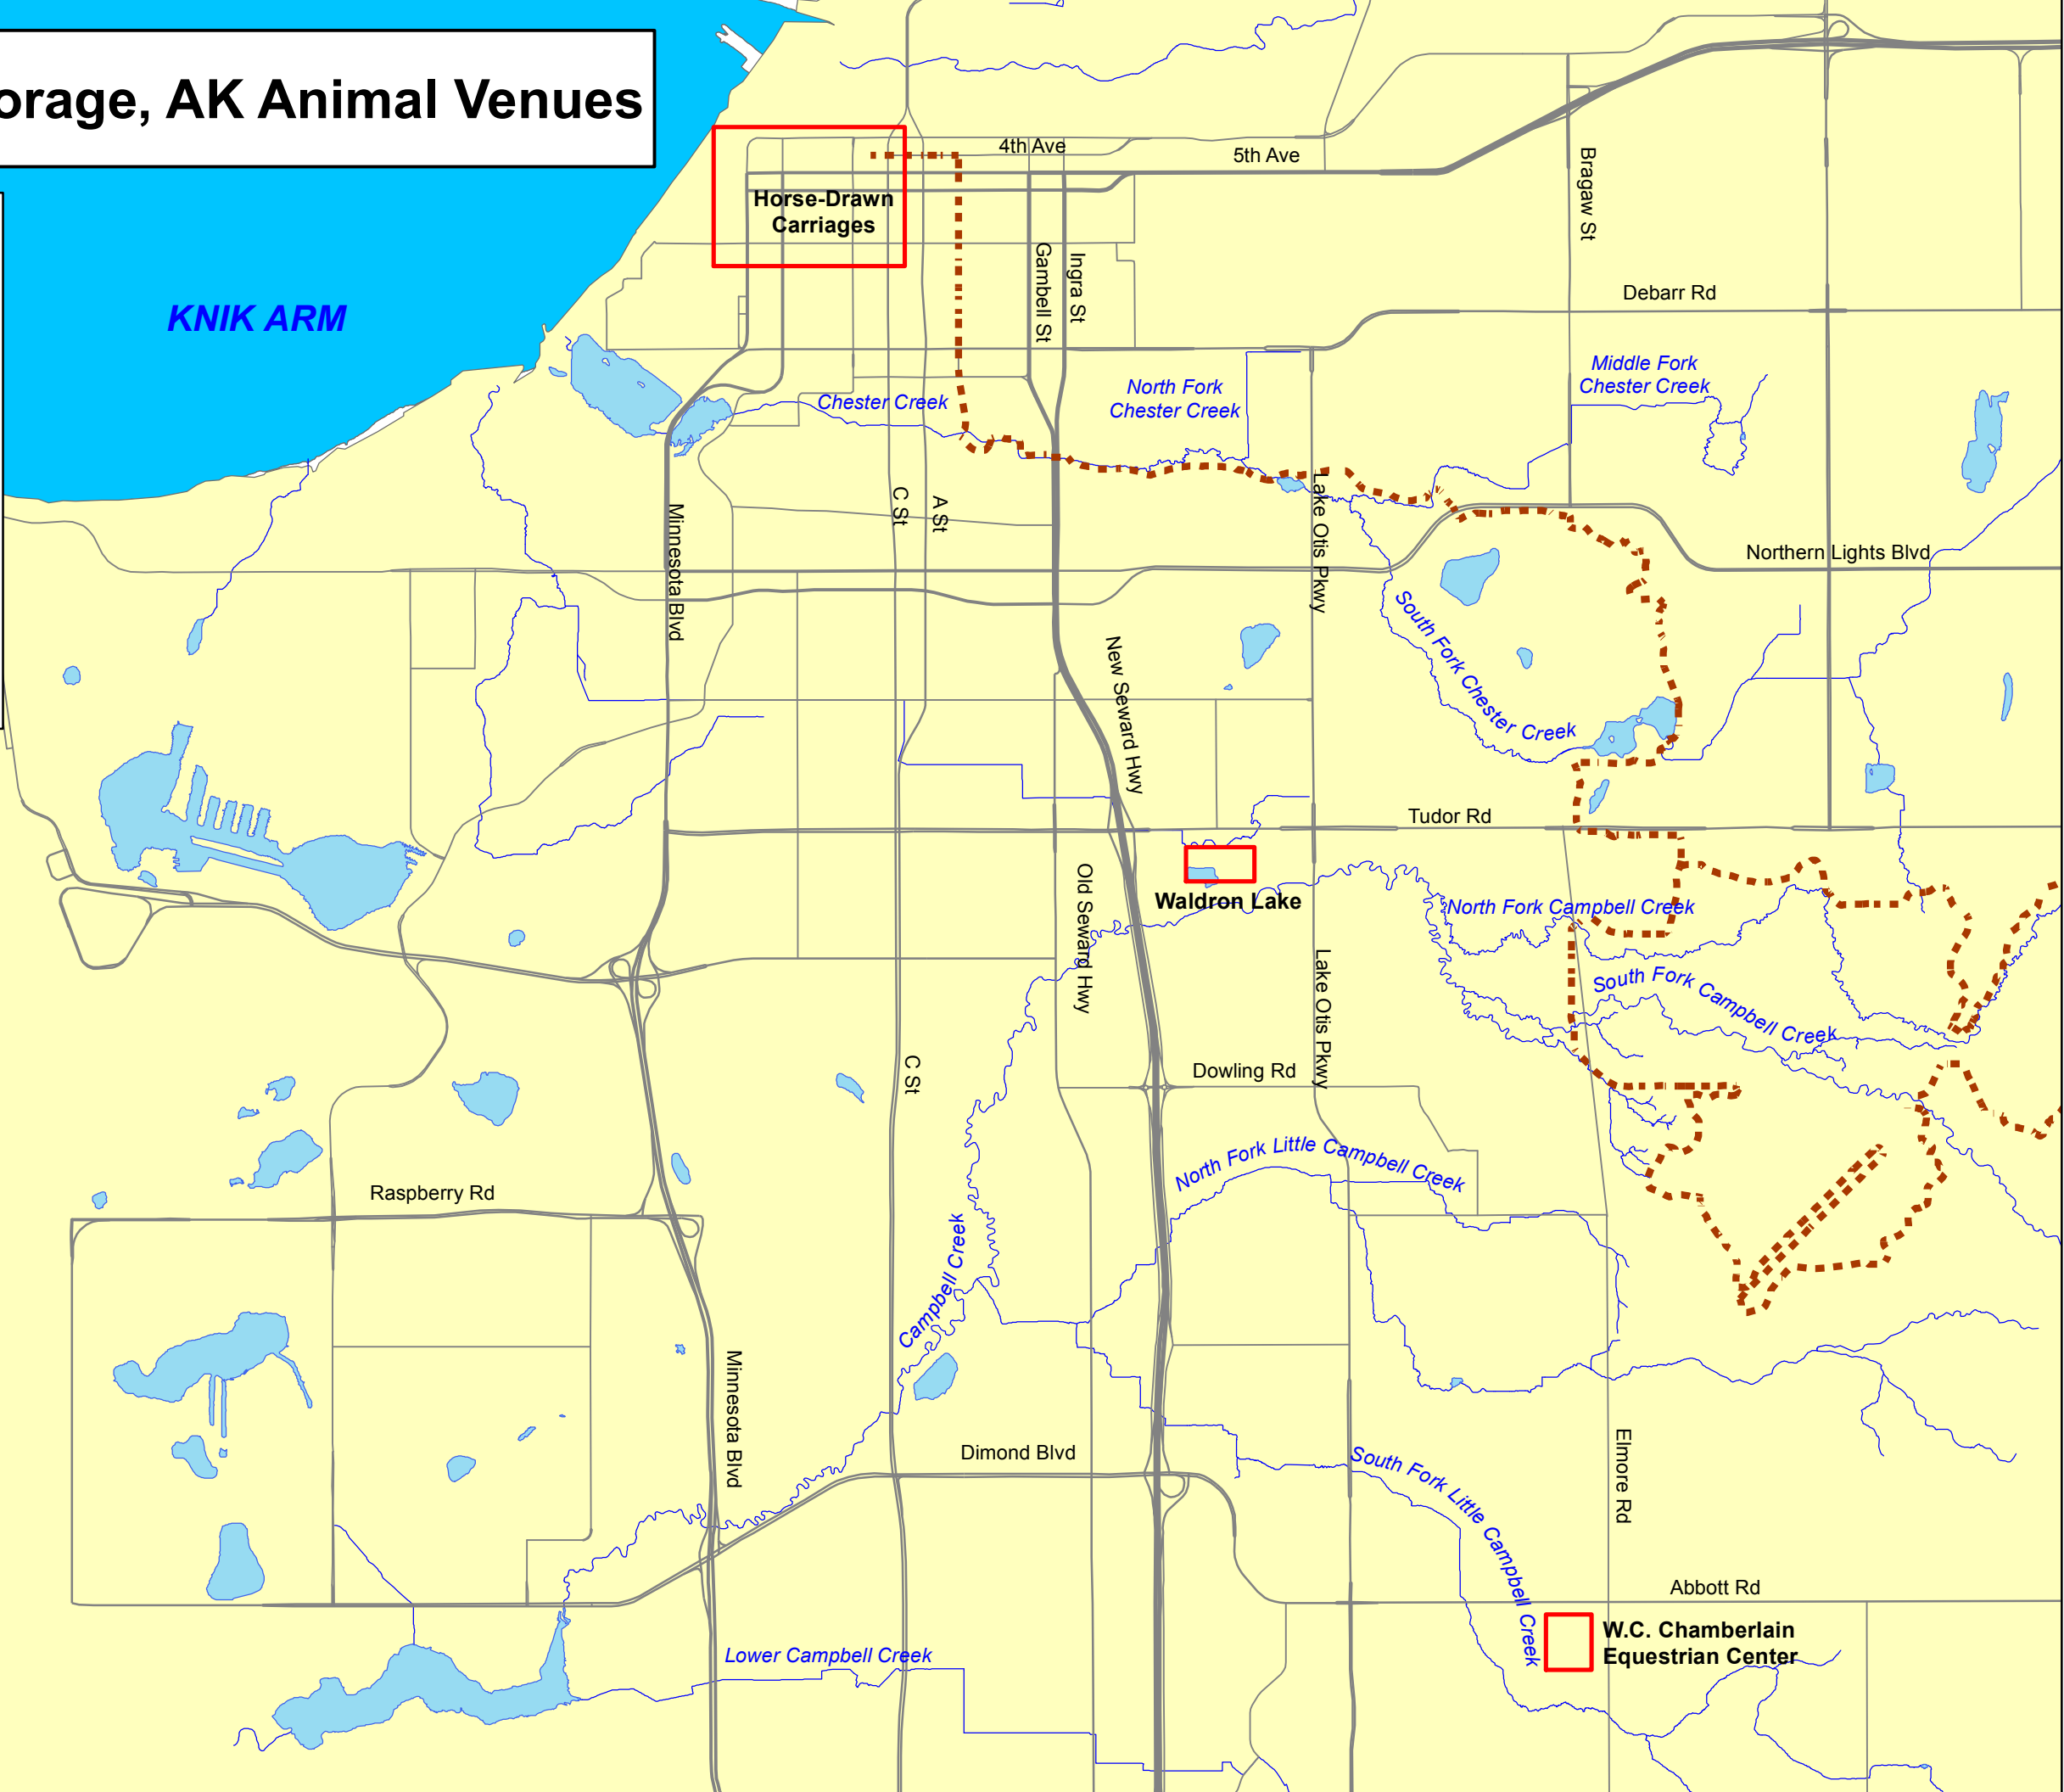 orage, AK Animal Venues
4th Ave
5th Ave
Bragaw St
Horse-Drawn
Carriages
Gambell St
Ingra St
KNIK ARM
Debarr Rd
Middle Fork
Chester Creek
North Fork
Chester Creek
Chester Creek
C St
A St
Minnesota Blvd
Lake Otis Pkwy
Northern Lights Blvd
South Fork Chester Creek
New Seward Hwy
Tudor Rd
Waldron Lake
Old Seward Hwy
North Fork Campbell Creek
Lake Otis Pkwy
South Fork Campbell Creek
C St
Dowling Rd
North Fork Little Campbell Creek
Raspberry Rd
Campbell Creek
Minnesota Blvd
Dimond Blvd
South Fork Little Campbell Creek
Elmore Rd
Abbott Rd
W.C. Chamberlain
Equestrian Center
Lower Campbell Creek